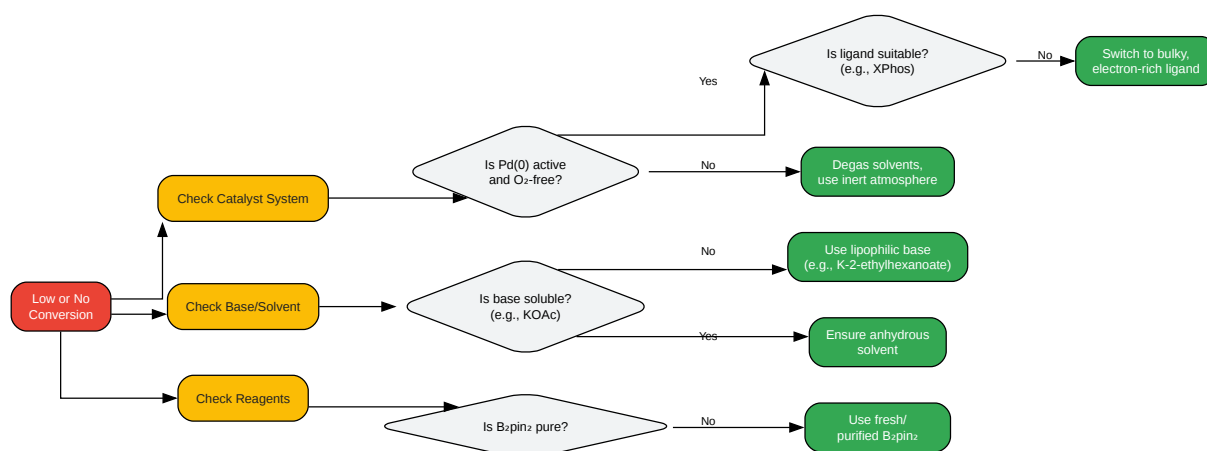 Is ligand suitable?
(e.g., XPhos)
No
Switch to bulky,
electron-rich ligand
Yes
Is Pd(0) active
and O₂-free?
No
Degas solvents,
use inert atmosphere
Check Catalyst System
No
Use lipophilic base
(e.g., K-2-ethylhexanoate)
Low or No
Conversion
Check Base/Solvent
Is base soluble?
(e.g., KOAc)
Yes
Ensure anhydrous
solvent
Check Reagents
Is B₂pin₂ pure?
No
Use fresh/
purified B₂pin₂